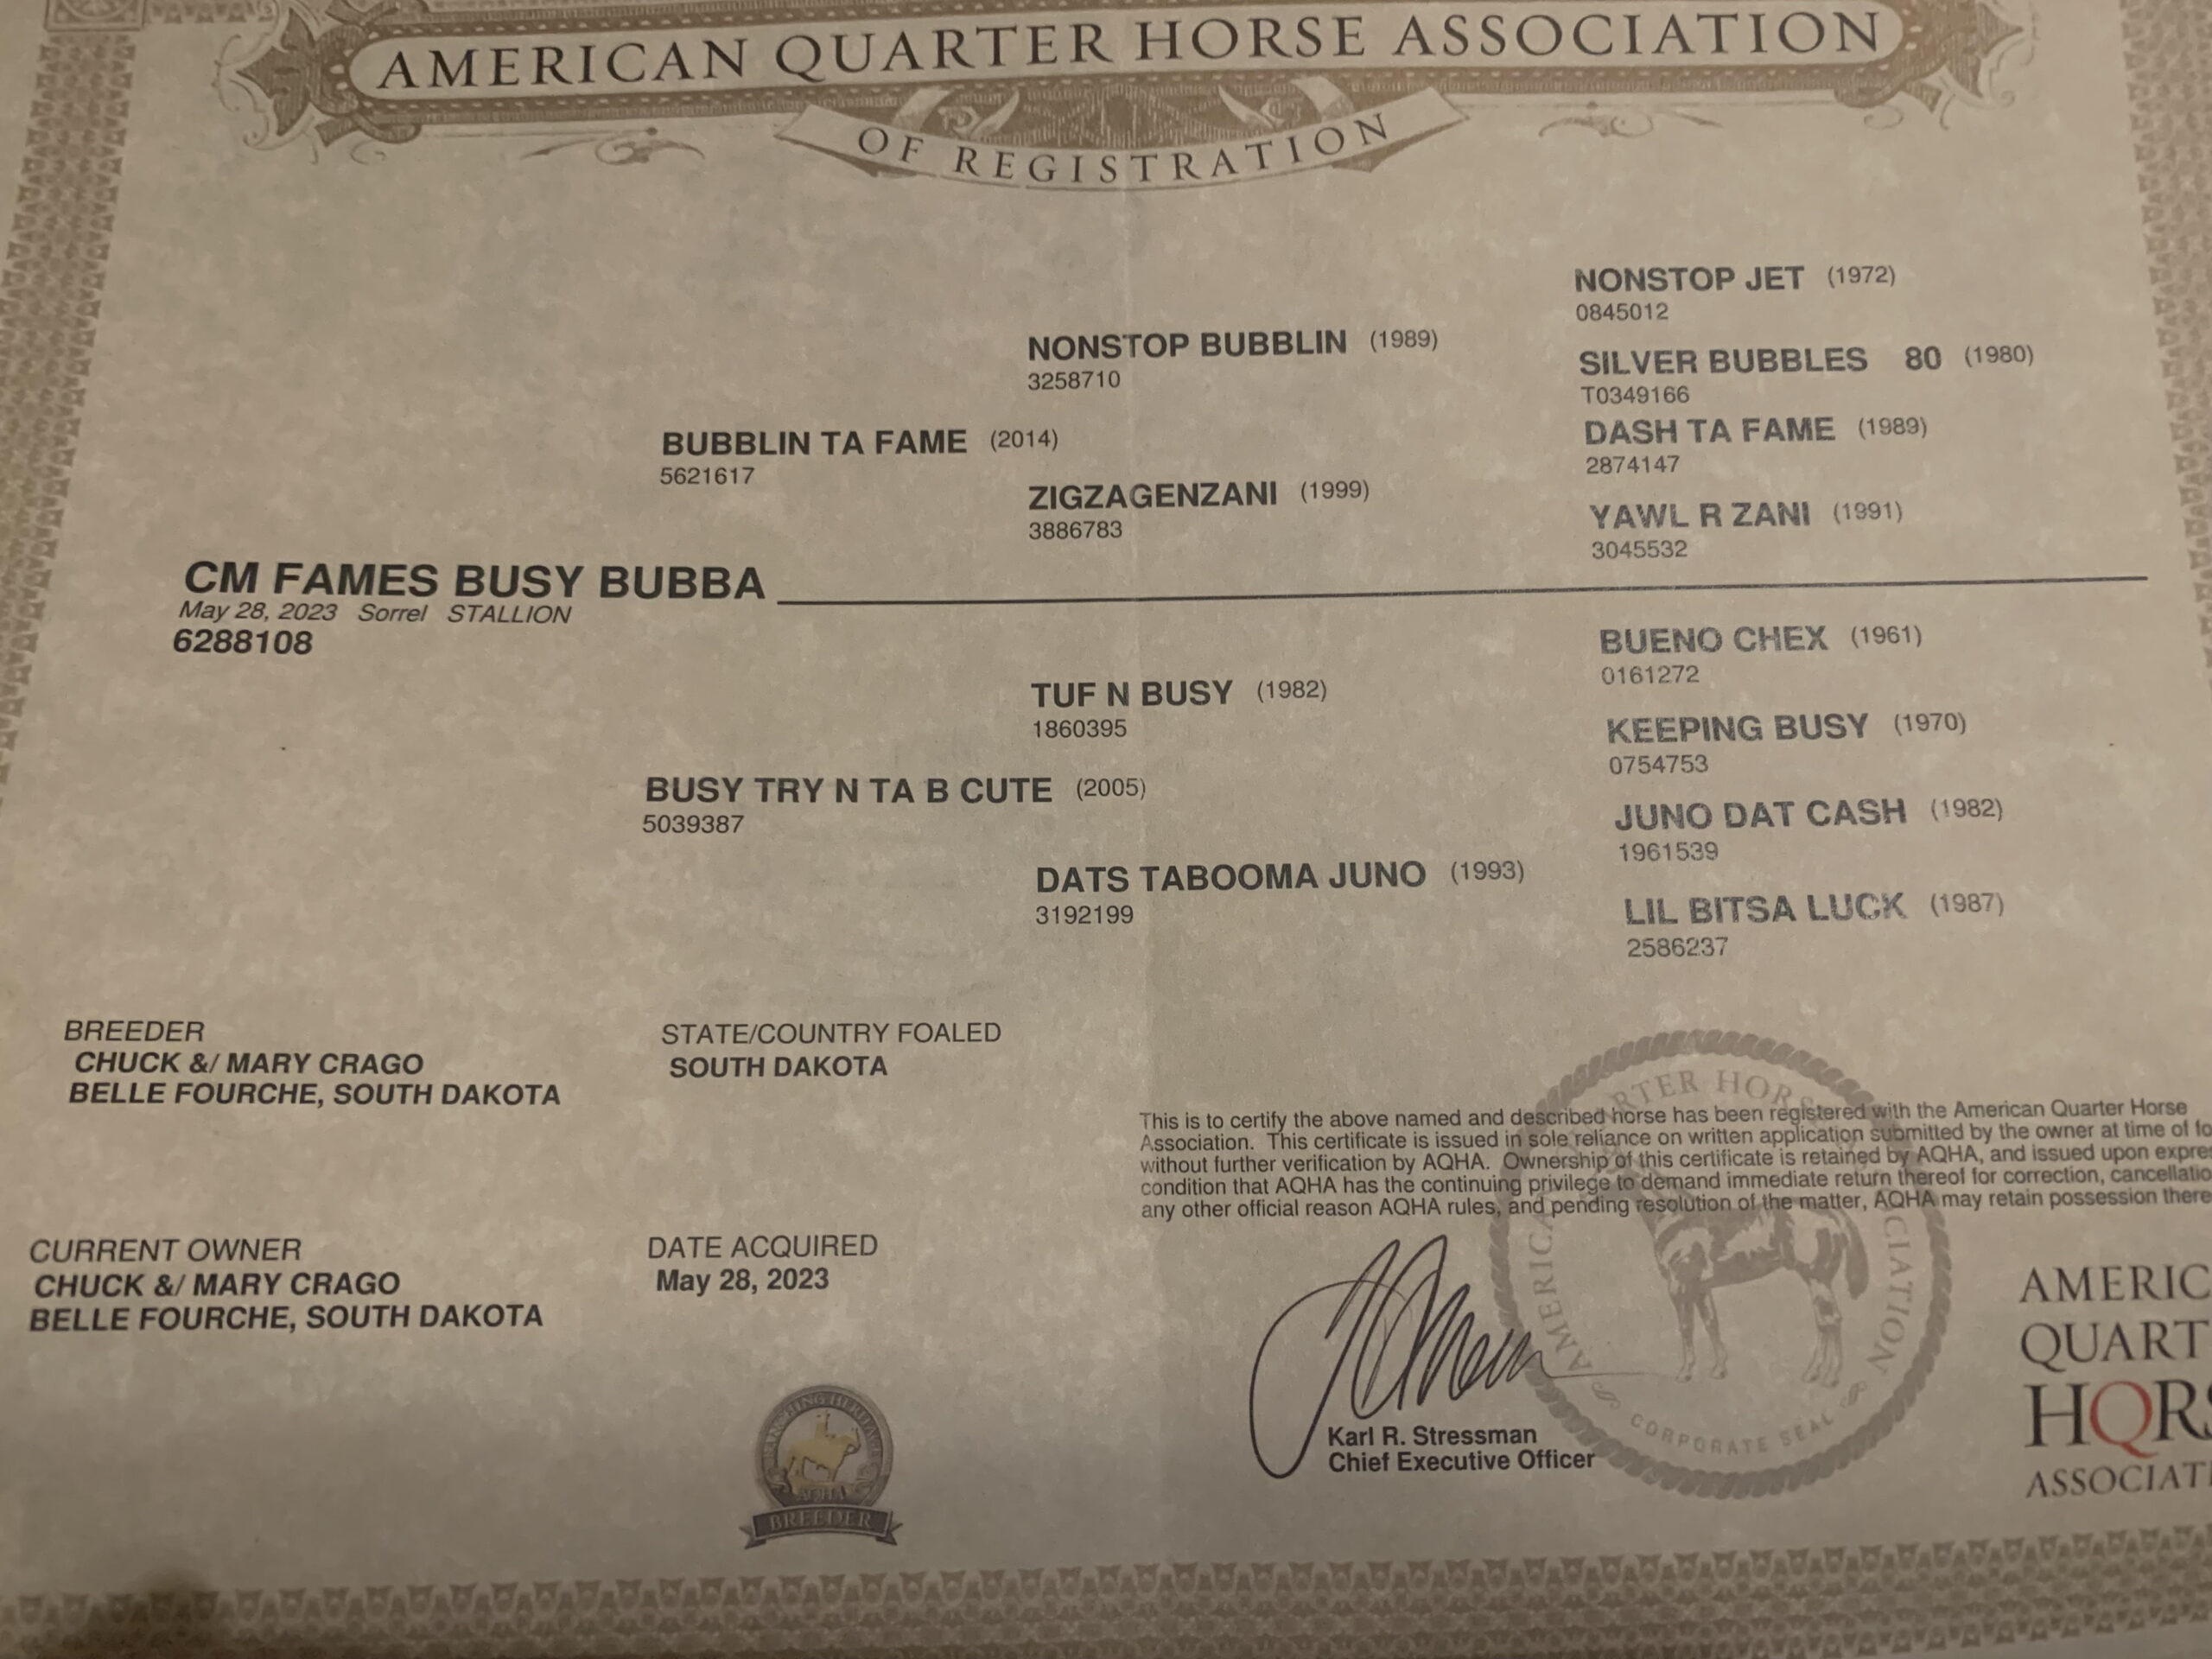 AMERICAN QUARTER HORSE ASSOCIATION
OF REGISTRATION
NONSTOP JET (1972)
0845012
NONSTOP BUBBLIN (1989)
3258710
SILVER BUBBLES 80 (1980)
T0349166
BUBBLIN TA FAME (2014)
5621617
DASH TA FAME (1989)
2874147
ZIGZAGENZANI (1999)
3886783
YAWL R ZANI (1991)
3045532
CM FAMES BUSY BUBBA
May 28, 2023 Sorrel STALLION
6288108
BUENO CHEX (1961)
0161272
TUF N BUSY (1982)
1860395
KEEPING BUSY (1970)
0754753
BUSY TRY N TA B CUTE (2005)
5039387
JUNO DAT CASH (1982)
1961539
DATS TABOOMA JUNO (1993)
3192199
LIL BITSA LUCK (1987)
2586237
BREEDER
CHUCK &/ MARY CRAGO
BELLE FOURCHE, SOUTH DAKOTA
STATE/COUNTRY FOALED
SOUTH DAKOTA
This is to certify the above named and described horse has been registered with the American Quarter Horse
Association. This certificate is issued in sole reliance on written application submitted by the owner at time of fo
without further verification by AQHA. Ownership of this certificate is retained by AQHA, and issued upon expre
condition that AQHA has the continuing privilege to demand immediate return thereof for correction, cancellatio
any other official reason AQHA rules, and pending resolution of the matter, AQHA may retain possession there
CURRENT OWNER
CHUCK &/ MARY CRAGO
BELLE FOURCHE, SOUTH DAKOTA
DATE ACQUIRED
May 28, 2023
Karl R. Stressman
Chief Executive Officer
CORPORATE SEAL
AQHA
BREEDER
AMERIC
QUART
HORS
ASSOCIATI